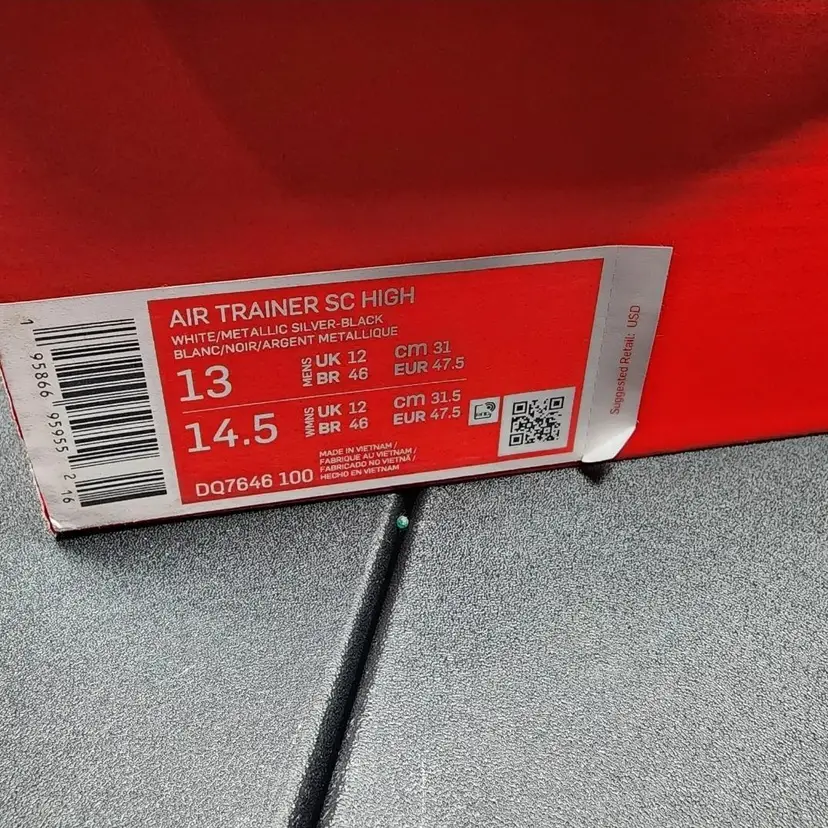 AIR TRAINER SC HIGH
WHITE/METALLIC SILVER-BLACK
BLANC/NOIR/ARGENT METALLIQUE
13 MENS UK 12 cm 31
BR 46 EUR 47.5
14.5 WMNS UK 12 cm 31.5
BR 46 EUR 47.5
DQ7646 100
MADE IN VIETNAM /
FABRIQUE AU VIETNAM /
FABRICADO NO VIETNÃ /
HECHO EN VIETNAM
1 95866 95955 2 16
Suggested Retail: USD